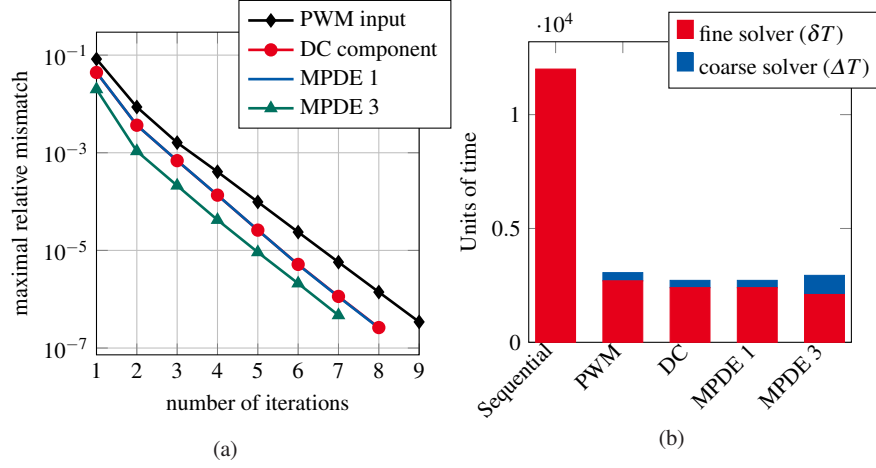 PWM input
DC component
MPDE 1
MPDE 3
maximal relative mismatch
10−1
10−3
10−5
10−7
1 2 3 4 5 6 7 8 9
number of iterations
(a)
·10⁴
fine solver (δT)
coarse solver (ΔT)
Units of time
1
0.5
0
Sequential
PWM
DC
MPDE 1
MPDE 3
(b)